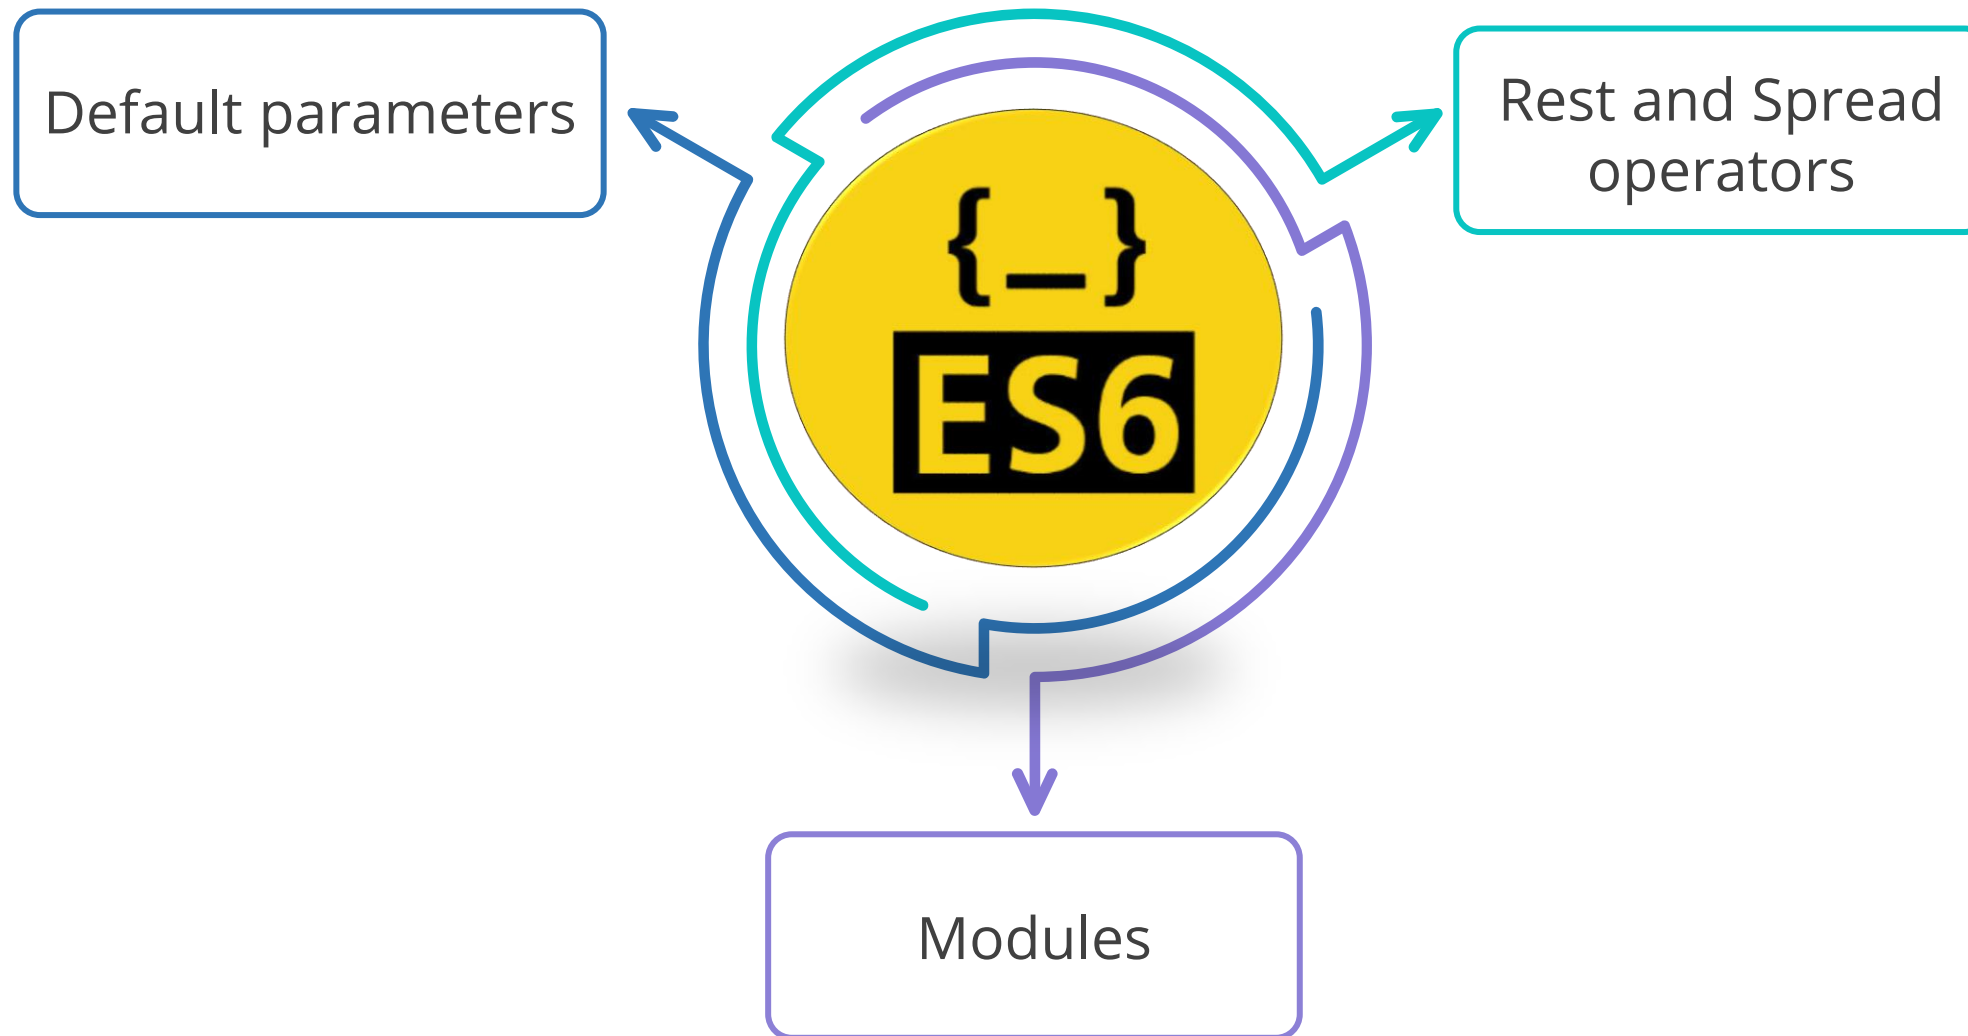 Default parameters
Rest and Spread
operators
{_}
ES6
Modules